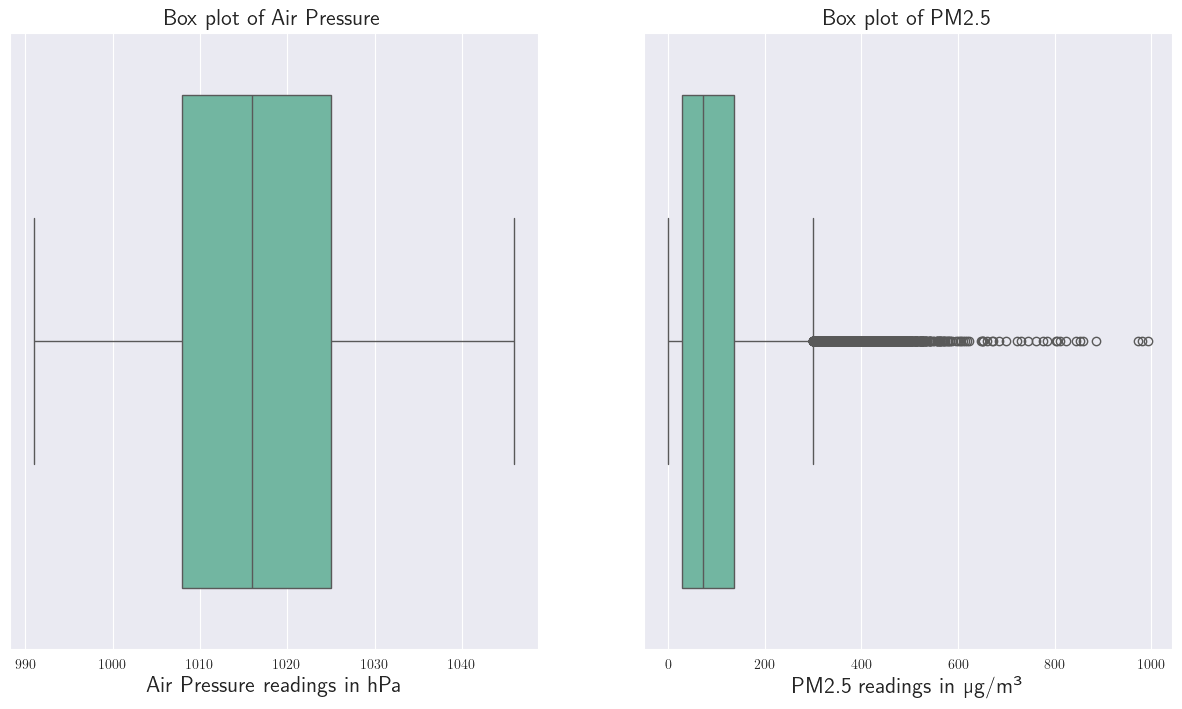 Box plot of Air Pressure
990 1000 1010 1020 1030 1040
Air Pressure readings in hPa
Box plot of PM2.5
0 200 400 600 800 1000
PM2.5 readings in µg/m³